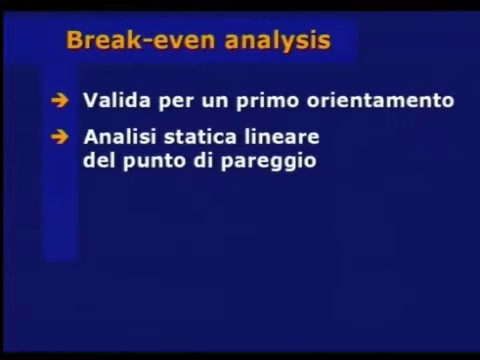 Break-even analysis
Valida per un primo orientamento
Analisi statica lineare
del punto di pareggio